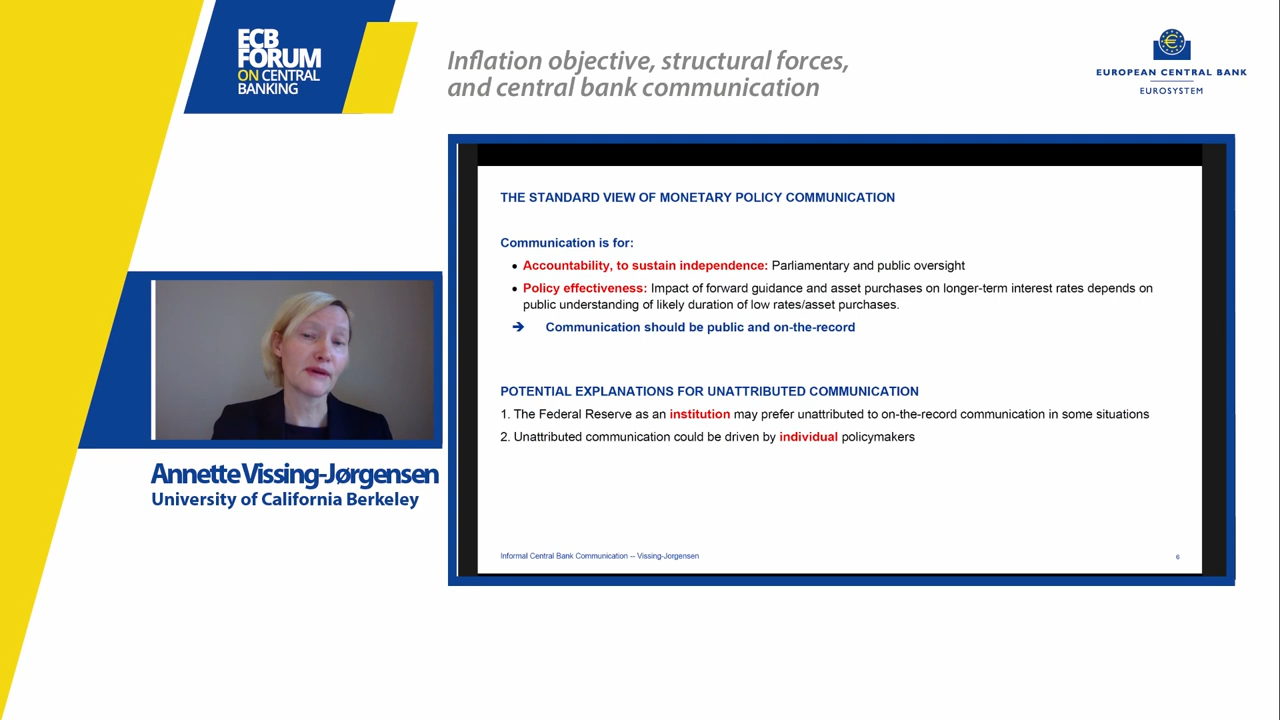 ECB
FORUM
ON CENTRAL
BANKING
Inflation objective, structural forces,
and central bank communication
EUROPEAN CENTRAL BANK
EUROSYSTEM
THE STANDARD VIEW OF MONETARY POLICY COMMUNICATION
Communication is for:
• Accountability, to sustain independence: Parliamentary and public oversight
• Policy effectiveness: Impact of forward guidance and asset purchases on longer-term interest rates depends on
public understanding of likely duration of low rates/asset purchases.
➔ Communication should be public and on-the-record
POTENTIAL EXPLANATIONS FOR UNATTRIBUTED COMMUNICATION
1. The Federal Reserve as an institution may prefer unattributed to on-the-record communication in some situations
2. Unattributed communication could be driven by individual policymakers
Informal Central Bank Communication -- Vissing-Jorgensen
6
Annette Vissing-Jørgensen
University of California Berkeley